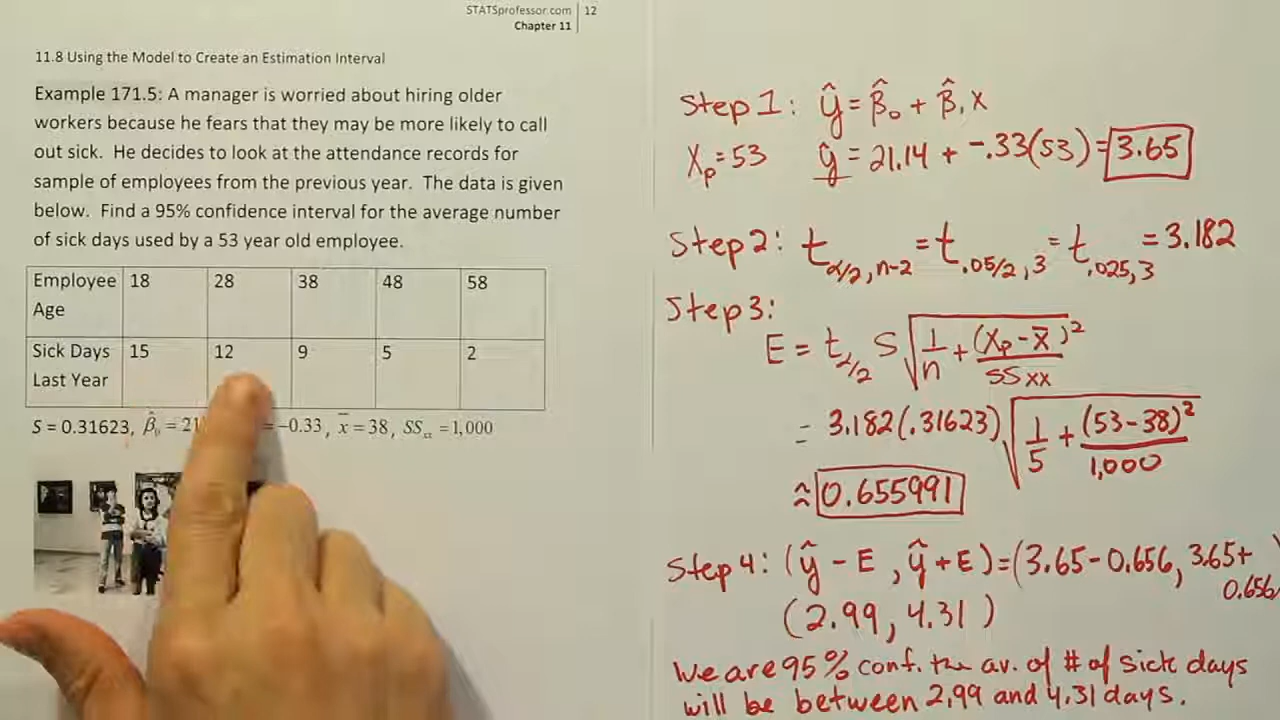 STATSprofessor.com 12
Chapter 11
11.8 Using the Model to Create an Estimation Interval
Example 171.5: A manager is worried about hiring older
workers because he fears that they may be more likely to call
out sick. He decides to look at the attendance records for
sample of employees from the previous year. The data is given
below. Find a 95% confidence interval for the average number
of sick days used by a 53 year old employee.
Employee Age 18 28 38 48 58
Sick Days Last Year 15 12 9 5 2
S = 0.31623, β̂₀ = 21 = −0.33, x̅ = 38, SSₓₓ = 1,000
Step 1: ŷ = β̂₀ + β̂₁x
Xₚ = 53 ŷ = 21.14 + -.33(53) = 3.65
Step 2: t α/2, n-2 = t .05/2, 3 = t .025, 3 = 3.182
Step 3:
E = t α/2 S √(1/n + (Xₚ - x̅)²/SSxx)
= 3.182(.31623) √(1/5 + (53-38)²/1,000)
≈ 0.655991
Step 4: (ŷ - E, ŷ + E) = (3.65-0.656, 3.65+0.656)
(2.99, 4.31)
We are 95% conf. the av. of # of sick days
will be between 2.99 and 4.31 days.